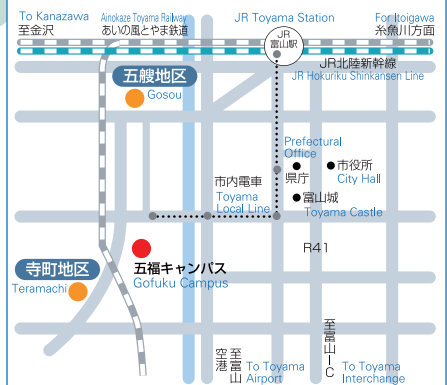 To Kanazawa
至金沢
Ainokaze Toyama Railway
あいの風とやま鉄道
JR Toyama Station
JR
富山駅
For Itoigawa
糸魚川方面
JR北陸新幹線
JR Hokuriku Shinkansen Line
五艘地区
Gosou
Prefectural
Office
県庁
市役所
City Hall
市内電車
Toyama
Local Line
富山城
Toyama Castle
五福キャンパス
Gofuku Campus
R41
寺町地区
Teramachi
至富山空港
To Toyama
Airport
至富山IC
To Toyama
Interchange